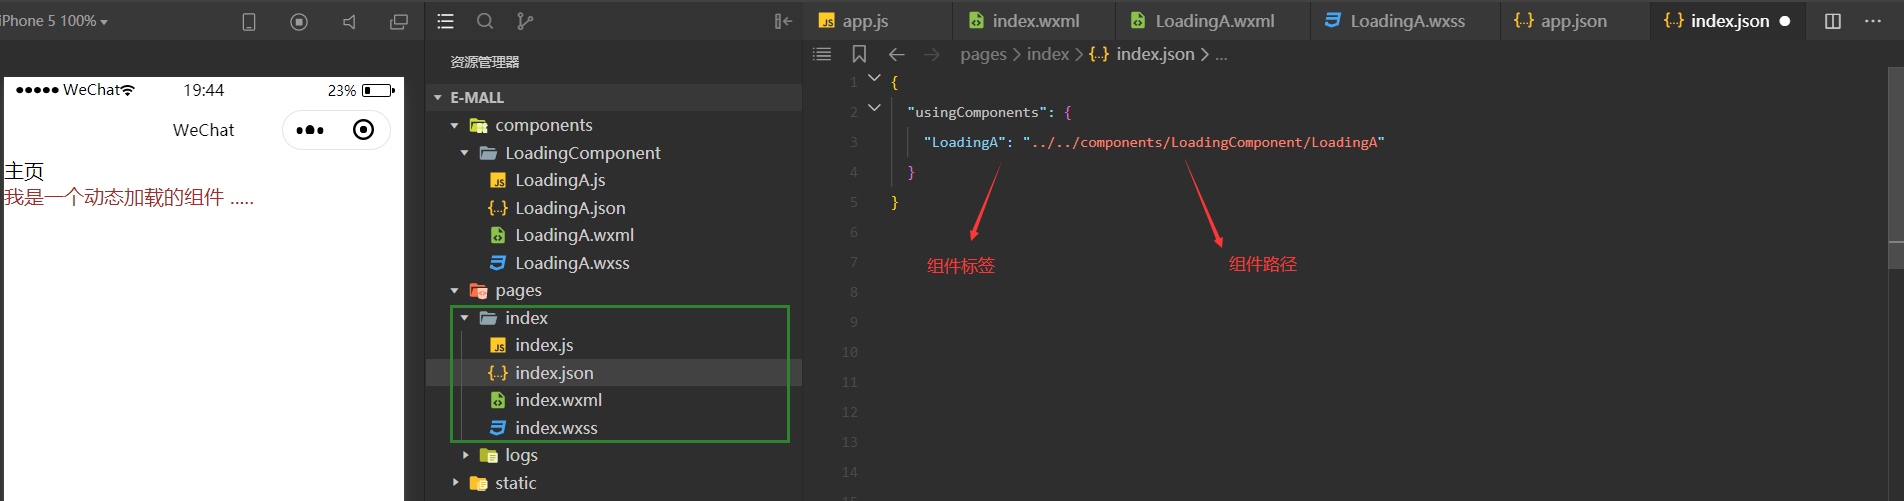 iPhone 5 100%
WeChat 19:44 23%
WeChat
主页
我是一个动态加载的组件 .....
资源管理器
E-MALL
components
LoadingComponent
LoadingA.js
LoadingA.json
LoadingA.wxml
LoadingA.wxss
pages
index
index.js
index.json
index.wxml
index.wxss
logs
static
app.js index.wxml LoadingA.wxml LoadingA.wxss app.json index.json
pages > index > {..} index.json > ...
1 {
2 "usingComponents": {
3 "LoadingA": "../../components/LoadingComponent/LoadingA"
4 }
5 }
6
7
8
9
10
11
12
13
14
组件标签 组件路径